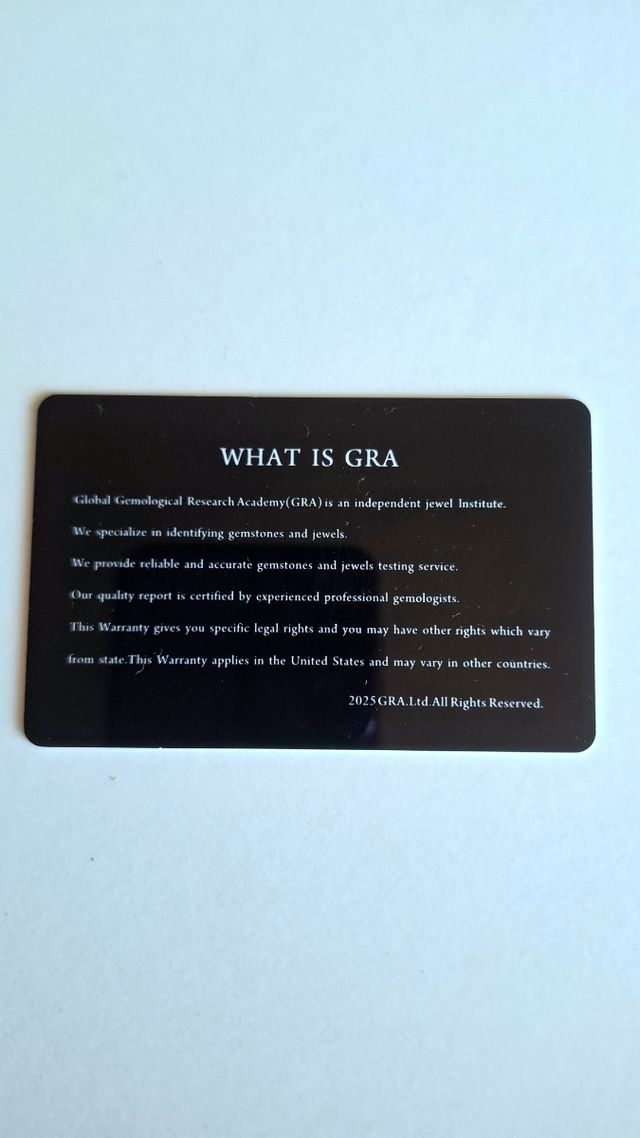 WHAT IS GRA
Global Gemological Research Academy(GRA) is an independent jewel Institute.
We specialize in identifying gemstones and jewels.
We provide reliable and accurate gemstones and jewels testing service.
Our quality report is certified by experienced professional gemologists.
This Warranty gives you specific legal rights and you may have other rights which vary
from state.This Warranty applies in the United States and may vary in other countries.
2025 GRA.Ltd.All Rights Reserved.